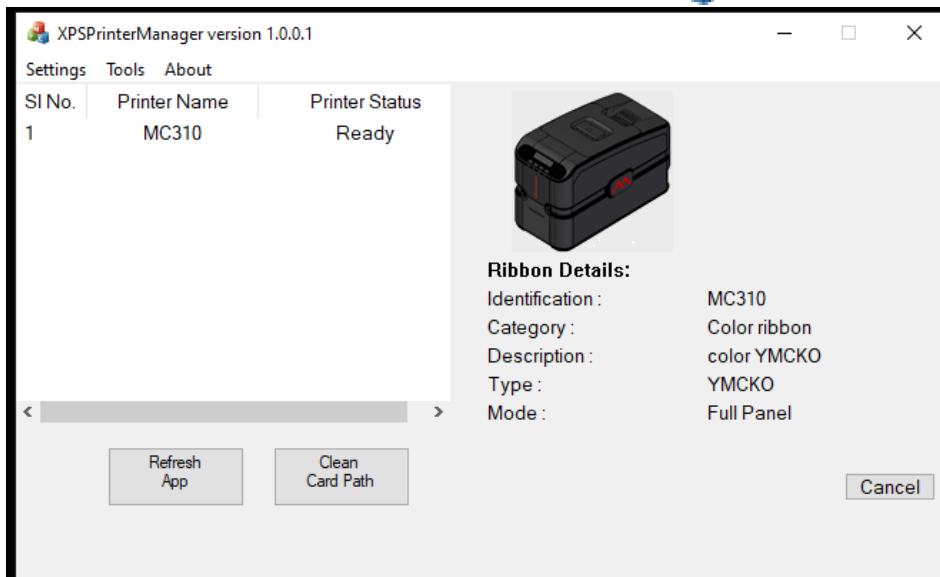 XPSPrinterManager version 1.0.0.1
Settings Tools About
SI No. Printer Name Printer Status
1 MC310 Ready
Ribbon Details:
Identification : MC310
Category : Color ribbon
Description : color YMCKO
Type : YMCKO
Mode : Full Panel
Refresh
App
Clean
Card Path
Cancel